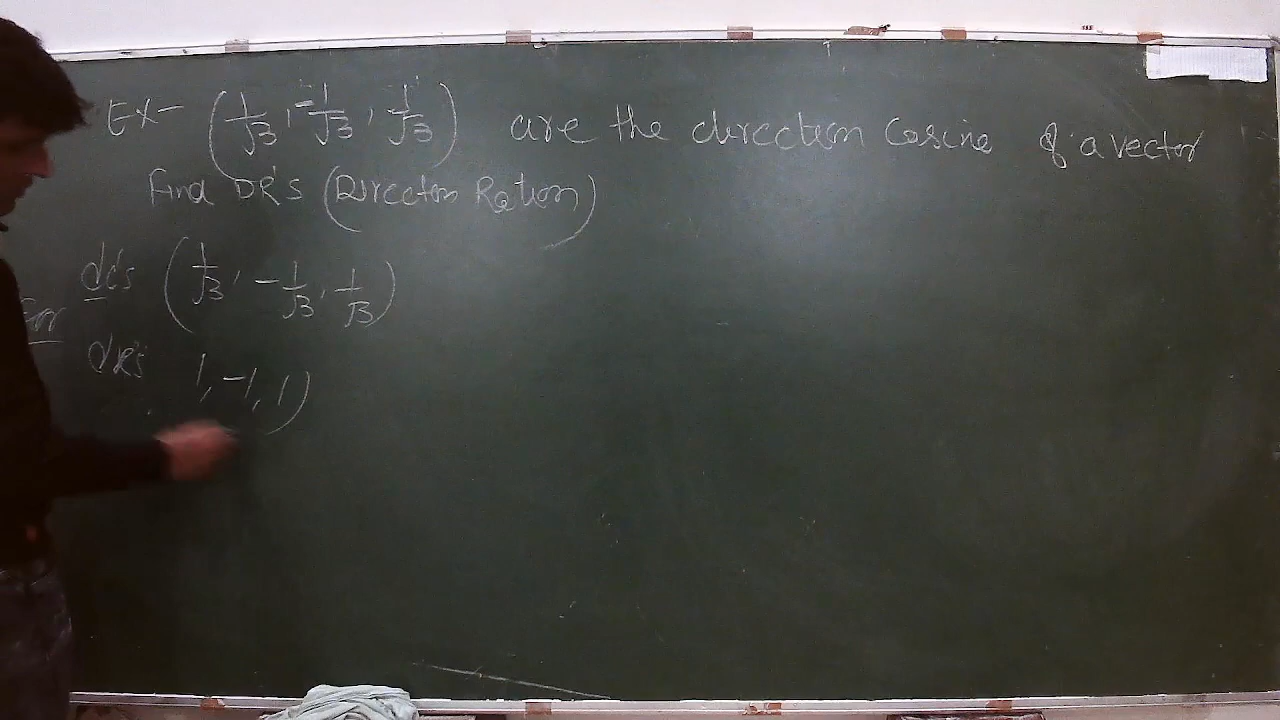 Ex- (1/√3, -1/√3, 1/√3) are the direction Cosine of a vector
Find DR'S (Direction Ration)
dc's (1/√3, -1/√3, 1/√3)
For
dR's 1, -1, 1)